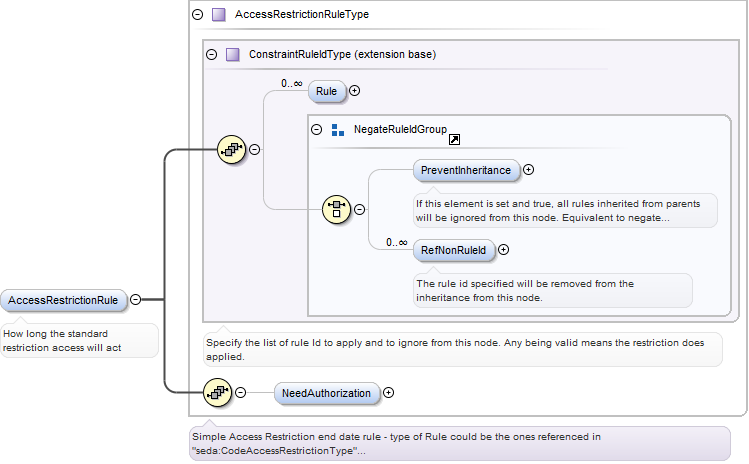 AccessRestrictionRuleType
ConstraintRuleIdType (extension base)
0..∞
Rule
NegateRuleIdGroup
PreventInheritance
If this element is set and true, all rules inherited from parents
will be ignored from this node. Equivalent to negate...
0..∞
RefNonRuleId
The rule id specified will be removed from the
inheritance from this node.
AccessRestrictionRule
How long the standard
restriction access will act
Specify the list of rule Id to apply and to ignore from this node. Any being valid means the restriction does
applied.
NeedAuthorization
Simple Access Restriction end date rule - type of Rule could be the ones referenced in
"seda:CodeAccessRestrictionType"...